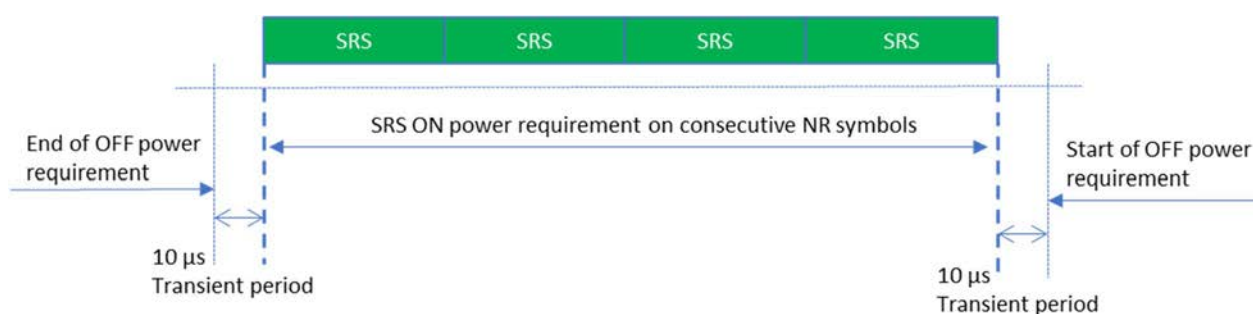 SRS SRS SRS SRS
SRS ON power requirement on consecutive NR symbols
End of OFF power
requirement
Start of OFF power
requirement
10 µs
Transient period
10 µs
Transient period